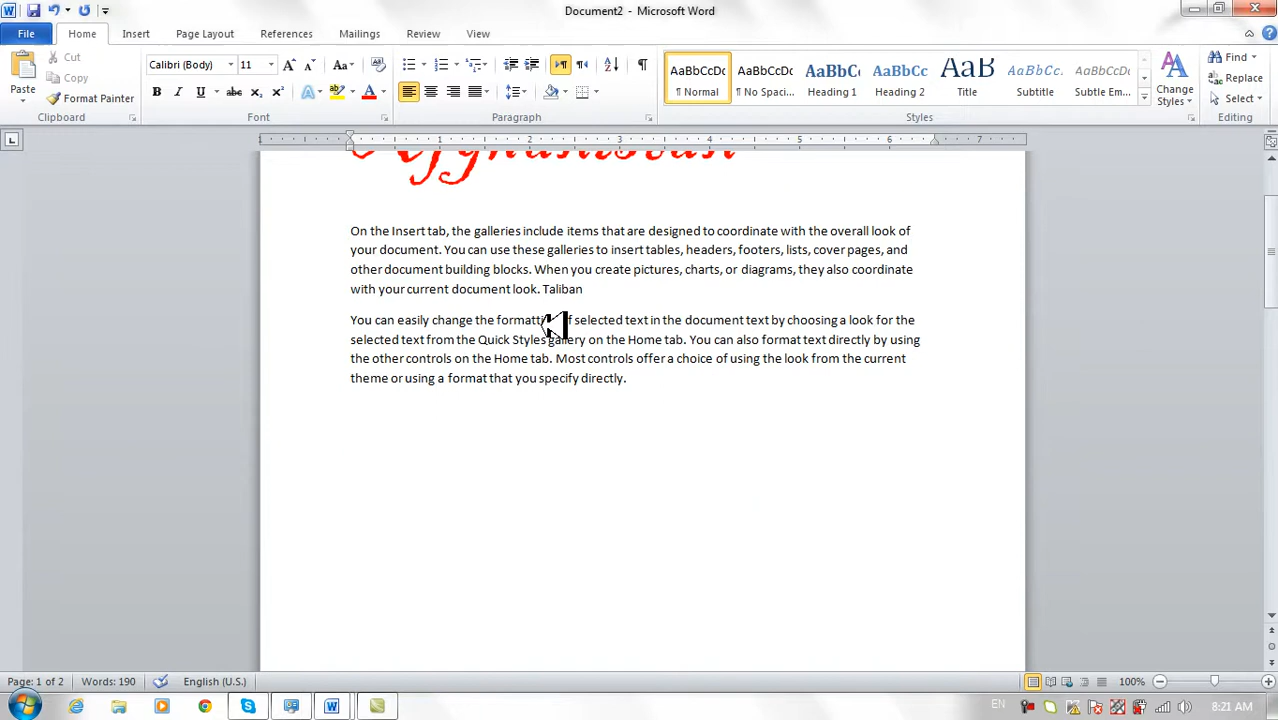 Document2 - Microsoft Word
File Home Insert Page Layout References Mailings Review View
Paste
Cut
Copy
Format Painter
Clipboard
Calibri (Body) 11
Font
Paragraph
AaBbCcDc AaBbCcDc AaBbC AaBbCc AaB AaBbCc. AaBbCcDc
¶ Normal ¶ No Spaci... Heading 1 Heading 2 Title Subtitle Subtle Em...
Change
Styles
Styles
Find
Replace
Select
Editing
1 2 3 4 5 6 7
On the Insert tab, the galleries include items that are designed to coordinate with the overall look of
your document. You can use these galleries to insert tables, headers, footers, lists, cover pages, and
other document building blocks. When you create pictures, charts, or diagrams, they also coordinate
with your current document look. Taliban
You can easily change the formatting of selected text in the document text by choosing a look for the
selected text from the Quick Styles gallery on the Home tab. You can also format text directly by using
the other controls on the Home tab. Most controls offer a choice of using the look from the current
theme or using a format that you specify directly.
Page: 1 of 2 Words: 190 English (U.S.) 100%
EN 8:21 AM